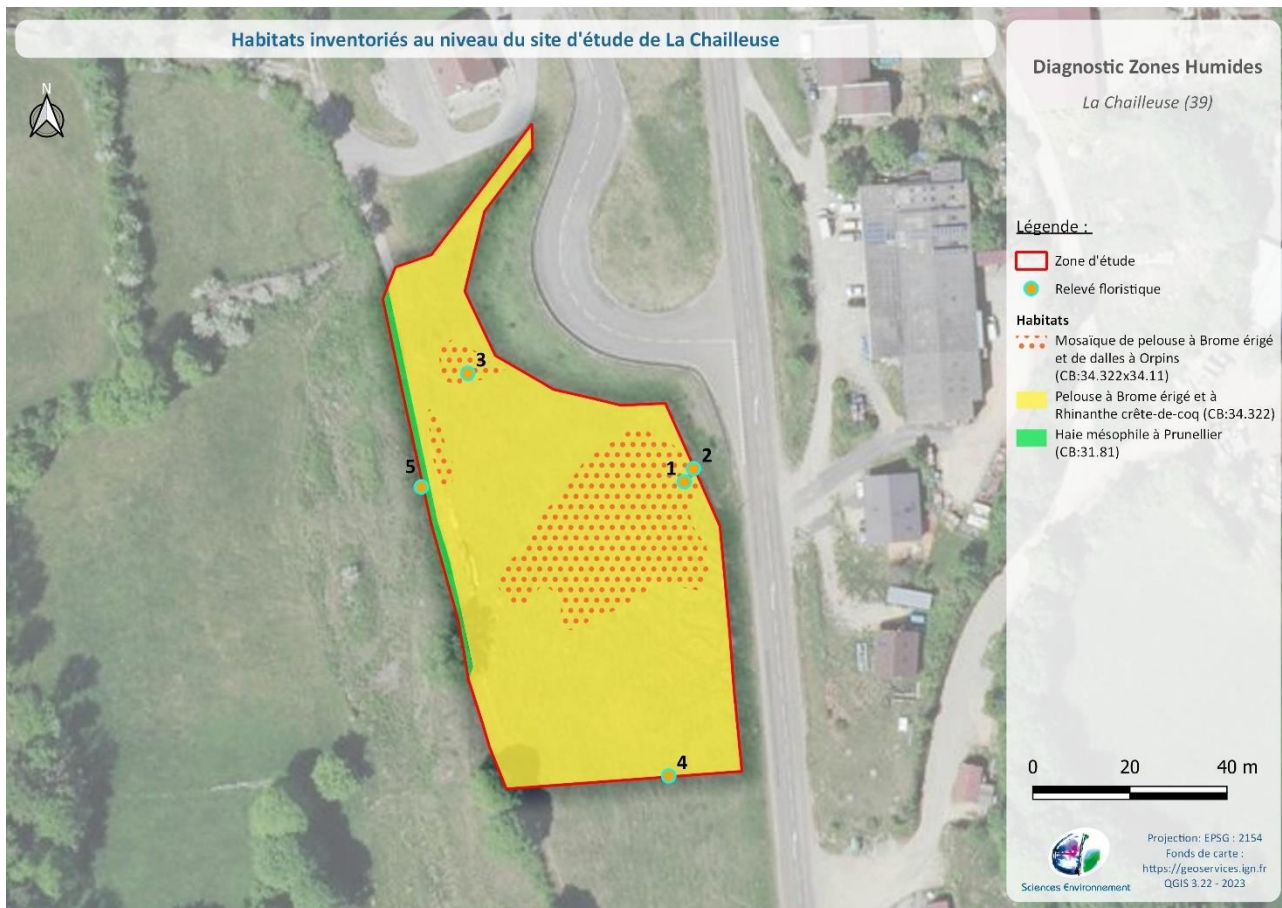 Habitats inventoriés au niveau du site d'étude de La Chailleuse
N
3
2
1
5
4
Diagnostic Zones Humides
La Chailleuse (39)
Légende :
Zone d'étude
Relevé floristique
Habitats
Mosaïque de pelouse à Brome érigé
et de dalles à Orpins
(CB:34.322x34.11)
Pelouse à Brome érigé et à
Rhinanthe crête-de-coq (CB:34.322)
Haie mésophile à Prunellier
(CB:31.81)
0 20 40 m
Sciences Environnement
Projection: EPSG : 2154
Fonds de carte :
https://geoservices.ign.fr
QGIS 3.22 - 2023